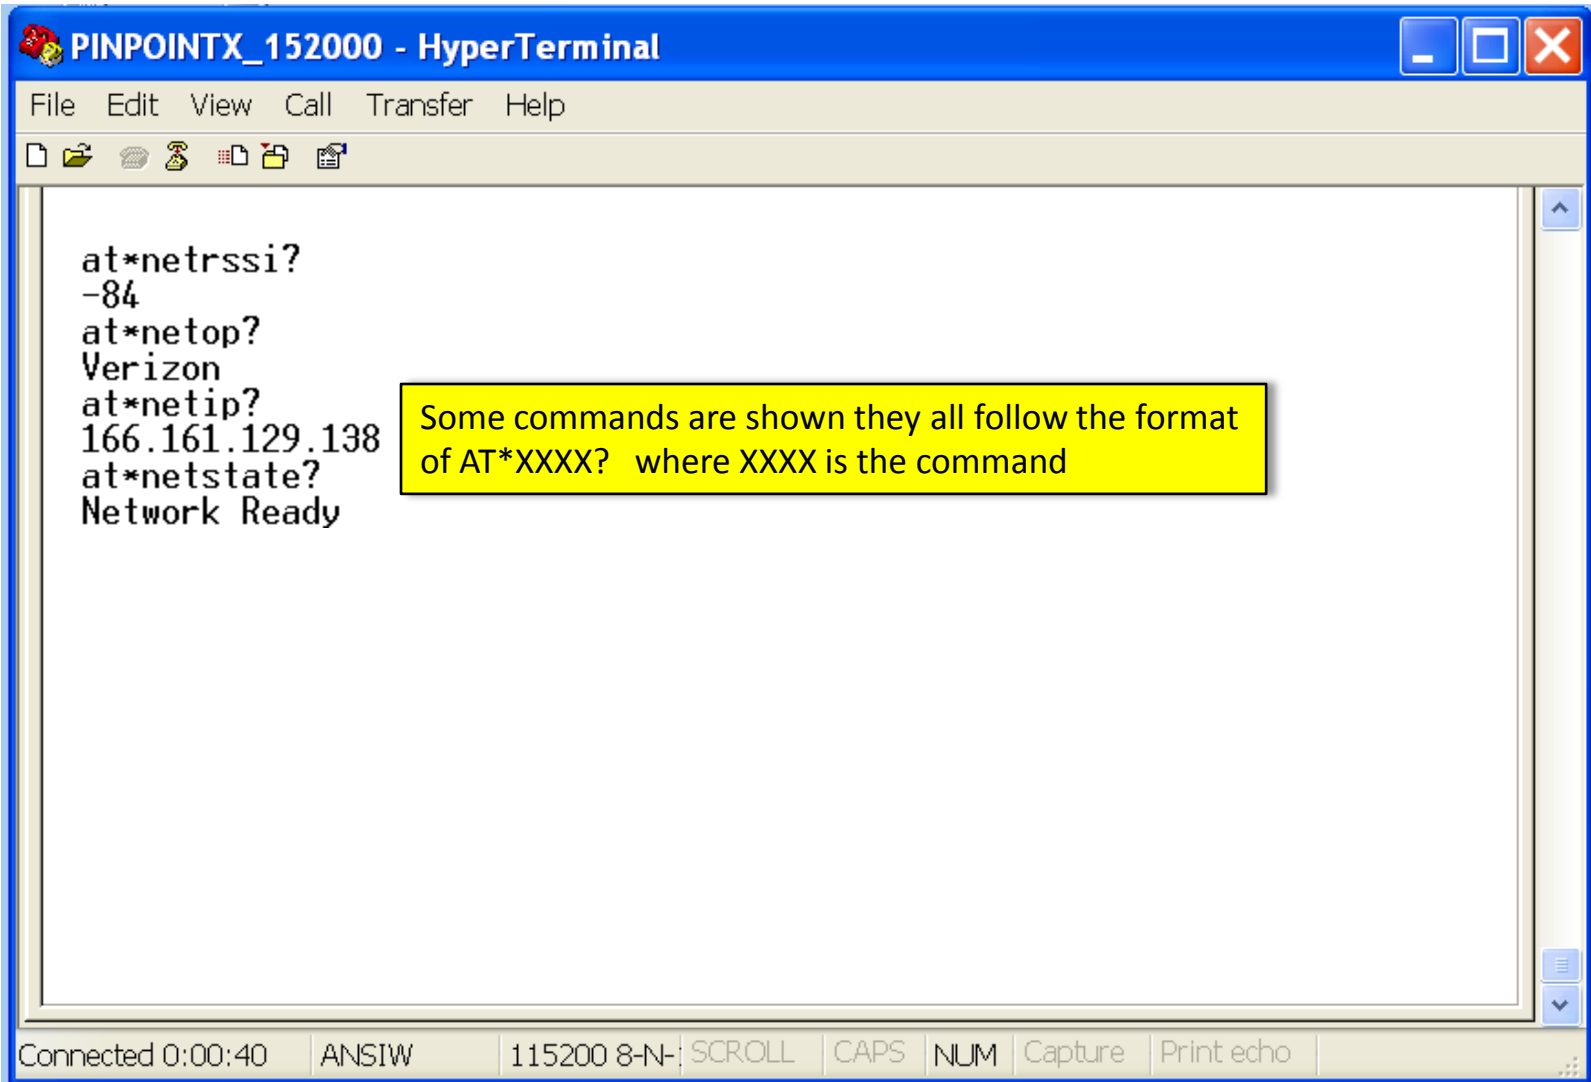 PINPOINTX_152000 - HyperTerminal
File Edit View Call Transfer Help
at*netrssi?
-84
at*netop?
Verizon
at*netip?
166.161.129.138
at*netstate?
Network Ready
Some commands are shown they all follow the format
of AT*XXXX? where XXXX is the command
Connected 0:00:40 ANSIW 115200 8-N- SCROLL CAPS NUM Capture Print echo